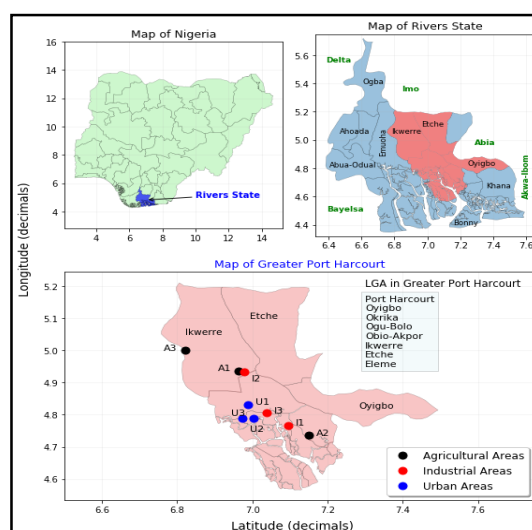 Map of Nigeria
16
14
12
10
8
6
4
Rivers State
4
6
8
10
12
14
Map of Rivers State
5.6
5.4
5.2
5.0
4.8
4.6
4.4
Delta
Ogba
Imo
Etche
Ahoada
Ikwerre
Emuoha
Abia
Abua-Odual
Oyigbo
Khana
Akwa-Ibom
Bayelsa
Bonny
6.4
6.6
6.8
7.0
7.2
7.4
7.6
Longitude (decimals)
Map of Greater Port Harcourt
5.2
5.1
5.0
4.9
4.8
4.7
4.6
LGA in Greater Port Harcourt
Port Harcourt
Oyigbo
Okrika
Ogu-Bolo
Obio-Akpor
Ikwerre
Etche
Eleme
Etche
Ikwerre
A3
A1
I2
U1
I3
U3
U2
I1
A2
Oyigbo
Agricultural Areas
Industrial Areas
Urban Areas
6.6
6.8
7.0
7.2
7.4
7.6
Latitude (decimals)